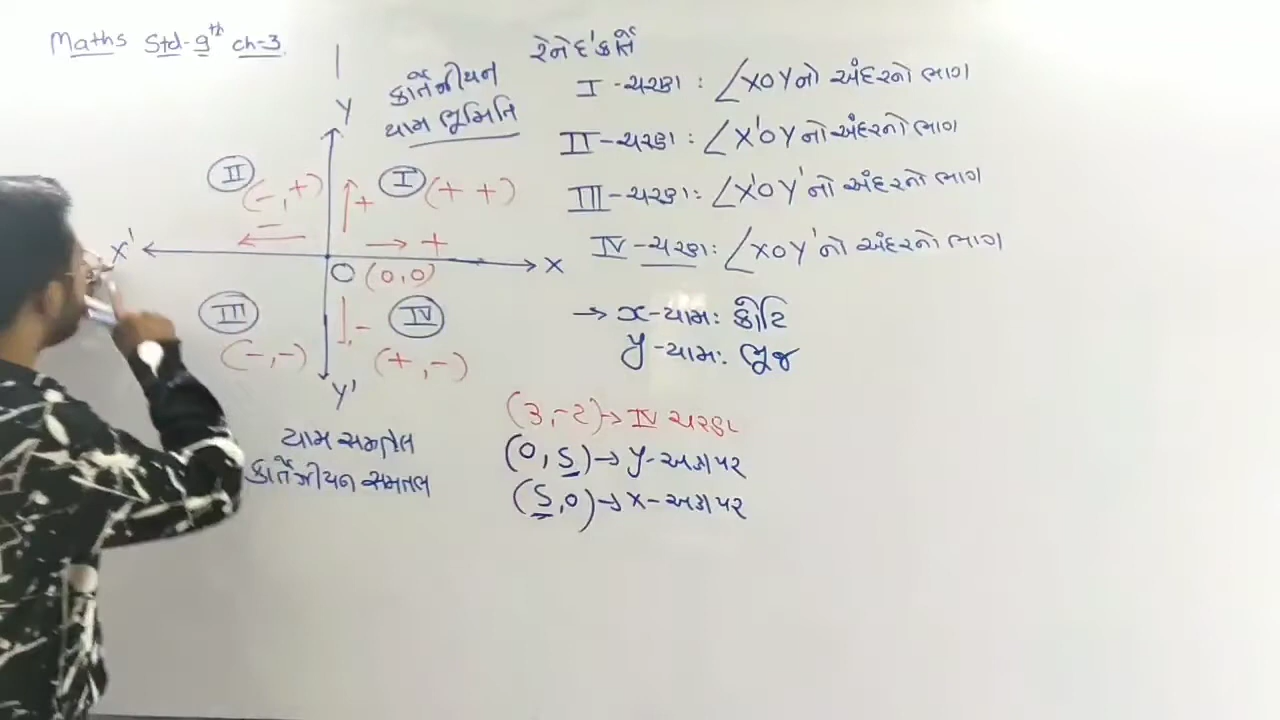 Maths Std-9th ch-3
રેને દ'કાર્તે
કાર્તેઝીયન
યામ ભૂમિતિ
I - ચરણ : ∠XOY નો અંદરનો ભાગ
II - ચરણ : ∠X'OY નો અંદરનો ભાગ
III - ચરણ : ∠X'OY' નો અંદરનો ભાગ
IV - ચરણ : ∠XOY' નો અંદરનો ભાગ
Y
II (-,+)
I (+ +)
+
-
→ +
X'
X
O (0,0)
III (-,-)
-
IV (+,-)
Y'
→ x-યામ: કોટિ
y-યામ: ભૂજ
યામ સમતલ
કાર્તેઝીયન સમતલ
(3,-2) → IV ચરણ
(0,5) → y-અક્ષ પર
(5,0) → x-અક્ષ પર